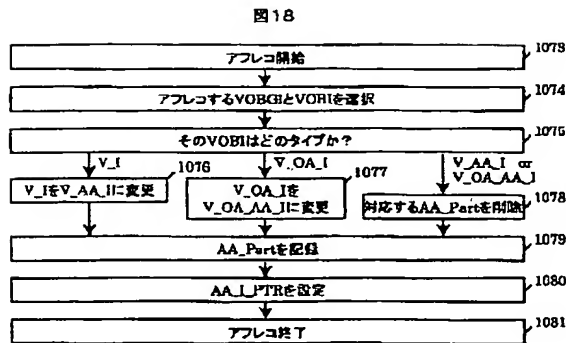 図18
アフレコ開始 1073
アフレコするVOBGIとVOBIを選択 1074
そのVOBIはどのタイプか? 1075
V_I
V_OA_I
V_AA_I or
V_OA_AA_I
V_IをV_AA_Iに変更 1076
V_OA_Iを
V_OA_AA_Iに変更 1077
対応するAA_Partを削除 1078
AA_Partを記録 1079
AA_I_PTRを設定 1080
アフレコ終了 1081